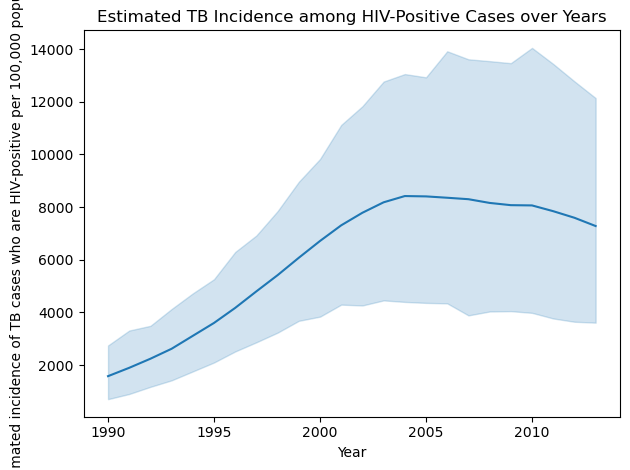 Estimated TB Incidence among HIV-Positive Cases over Years
mated incidence of TB cases who are HIV-positive per 100,000
14000
12000
10000
8000
6000
4000
2000
1990 1995 2000 2005 2010
Year